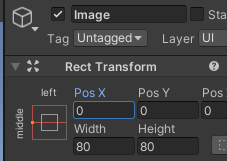 Image Sta
Tag Untagged Layer UI
Rect Transform
left Pos X Pos Y Pos
middle 0 0 0
Width Height
80 80